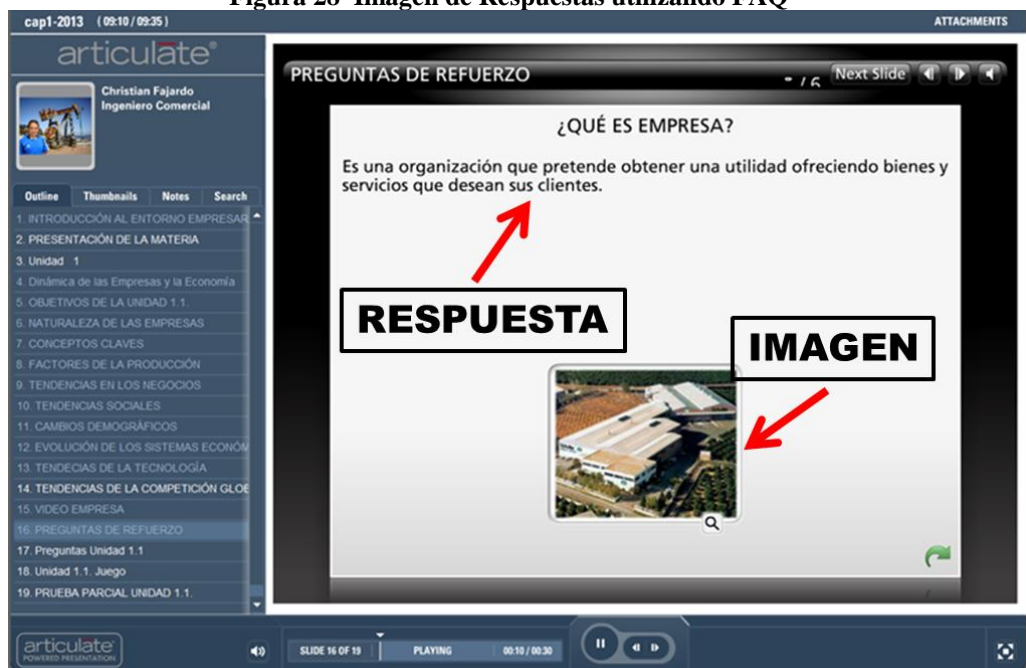 Figura 28 Imagen de Respuestas utilizando FAQ
cap1-2013 (09:10 / 09:35)
ATTACHMENTS
articulate®
Christian Fajardo
Ingeniero Comercial
Outline Thumbnails Notes Search
1. INTRODUCCIÓN AL ENTORNO EMPRESAR
2. PRESENTACIÓN DE LA MATERIA
3. Unidad 1
4. Dinámica de las Empresas y la Economía
5. OBJETIVOS DE LA UNIDAD 1.1.
6. NATURALEZA DE LAS EMPRESAS
7. CONCEPTOS CLAVES
8. FACTORES DE LA PRODUCCIÓN
9. TENDENCIAS EN LOS NEGOCIOS
10. TENDENCIAS SOCIALES
11. CAMBIOS DEMOGRÁFICOS
12. EVOLUCIÓN DE LOS SISTEMAS ECONÓM
13. TENDECIAS DE LA TECNOLOGÍA
14. TENDENCIAS DE LA COMPETICIÓN GLOB
15. VIDEO EMPRESA
16. PREGUNTAS DE REFUERZO
17. Preguntas Unidad 1.1
18. Unidad 1.1. Juego
19. PRUEBA PARCIAL UNIDAD 1.1.
PREGUNTAS DE REFUERZO
/ 6 Next Slide
¿QUÉ ES EMPRESA?
Es una organización que pretende obtener una utilidad ofreciendo bienes y
servicios que desean sus clientes.
RESPUESTA
IMAGEN
articulate
POWERED PRESENTATION
SLIDE 16 OF 19 PLAYING 00:10 / 00:30